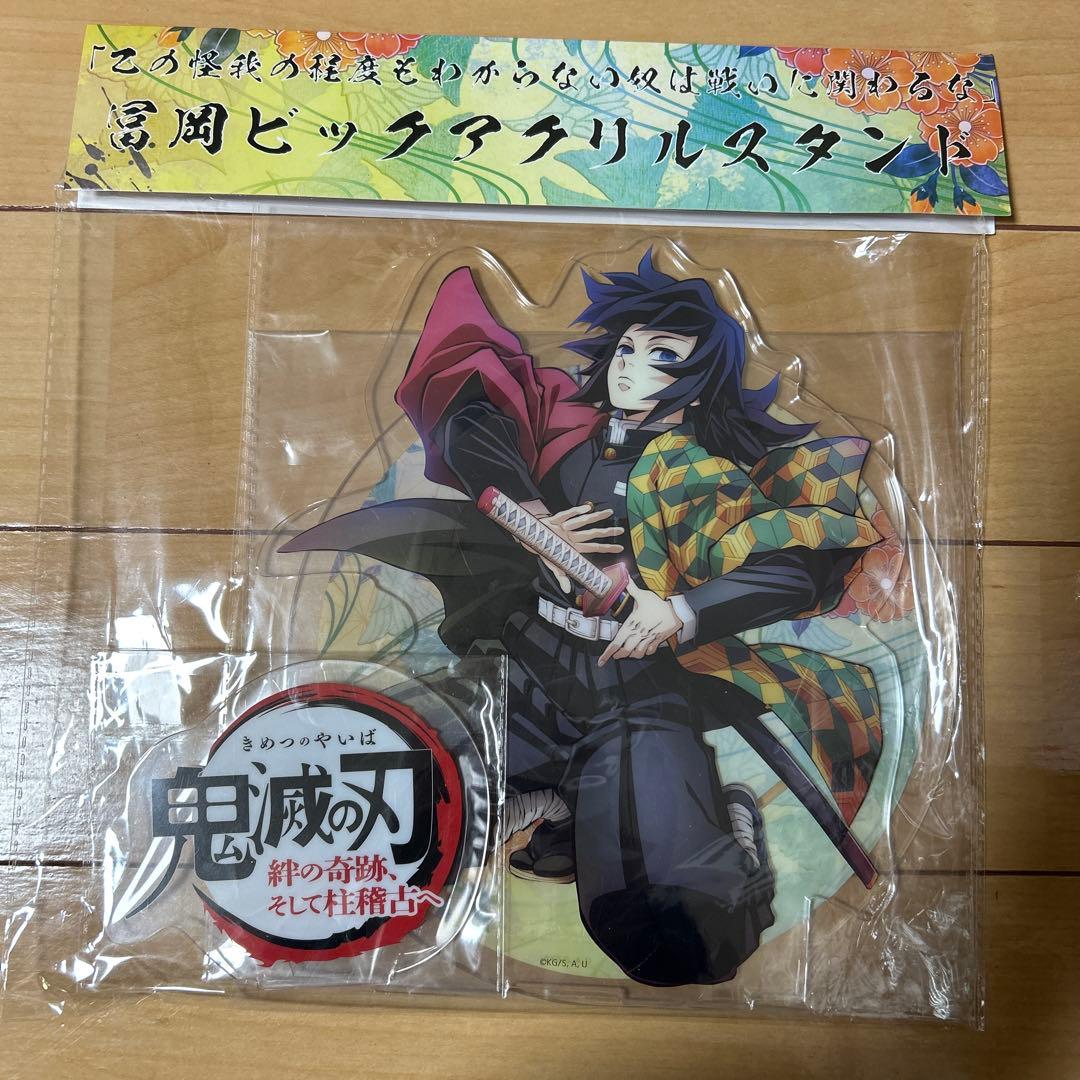 「己の怪我の程度もわからない奴は戦いに関わるな」
冨岡ビックアクリルスタンド
きめつのやいば
鬼滅の刃
絆の奇跡、
そして柱稽古へ
©KG/S, A, U